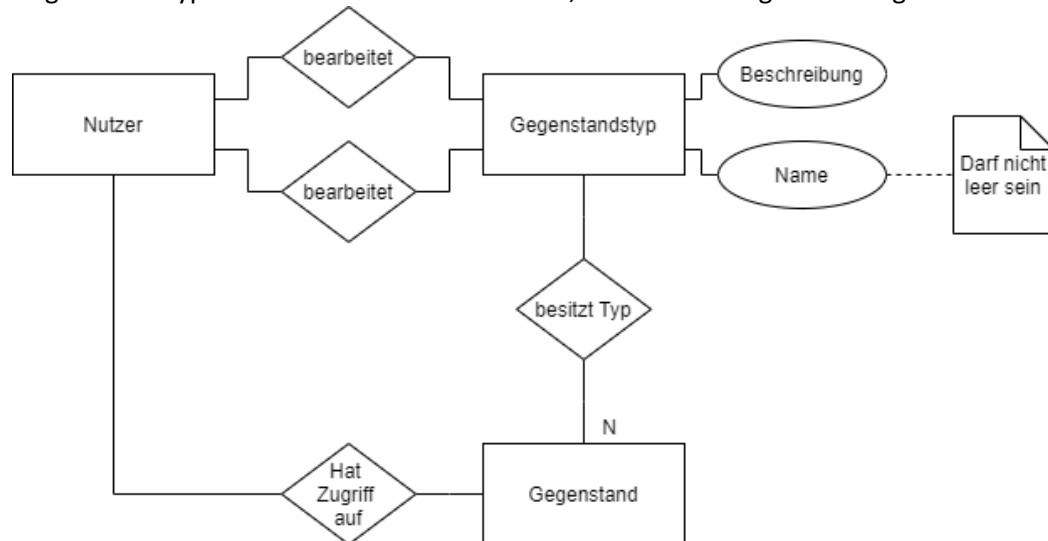 bearbeitet
Beschreibung
Nutzer
Gegenstandstyp
Darf nicht
leer sein
Name
bearbeitet
besitzt Typ
N
Hat
Zugriff
auf
Gegenstand